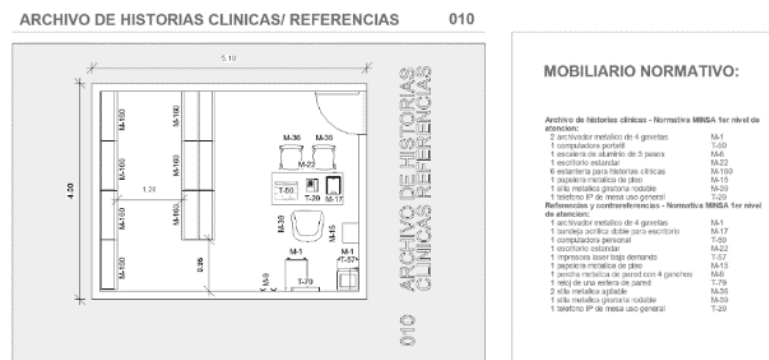 ARCHIVO DE HISTORIAS CLINICAS/ REFERENCIAS 010
5.10
4.20
M-160
M-160
M-160
M-160
M-160
M-160
M-160
1.20
0.95
M-36 M-36
M-22
T-50
T-29 M-17
M-39
M-15
M-1
M-1
T-57
M-9
T-79
ARCHIVO DE HISTORIAS
CLINICAS REFERENCIAS
010
MOBILIARIO NORMATIVO:
Archivo de historias clinicas - Normativa MINSA 1er nivel de
atencion:
2 archivador metalico de 4 gavetas M-1
1 computadora portatil T-50
1 escalera de aluminio de 3 pasos M-6
1 escritorio estandar M-22
6 estanteria para historias clinicas M-160
1 papelera metalica de piso M-15
1 silla metalica giratoria rodable M-39
1 telefono IP de mesa uso general T-29
Referencias y contrareferencias - Normativa MINSA 1er nivel
de atencion:
1 archivador metalico de 4 gavetas M-1
1 bandeja acrilica doble para escritorio M-17
1 computadora personal T-50
1 escritorio estandar M-22
1 impresora laser baja demanda T-57
1 papelera metalica de piso M-15
1 percha metalica de pared con 4 ganchos M-9
1 reloj de una esfera de pared T-79
2 silla metalica apilable M-36
1 silla metalica giratoria rodable M-39
1 telefono IP de mesa uso general T-29